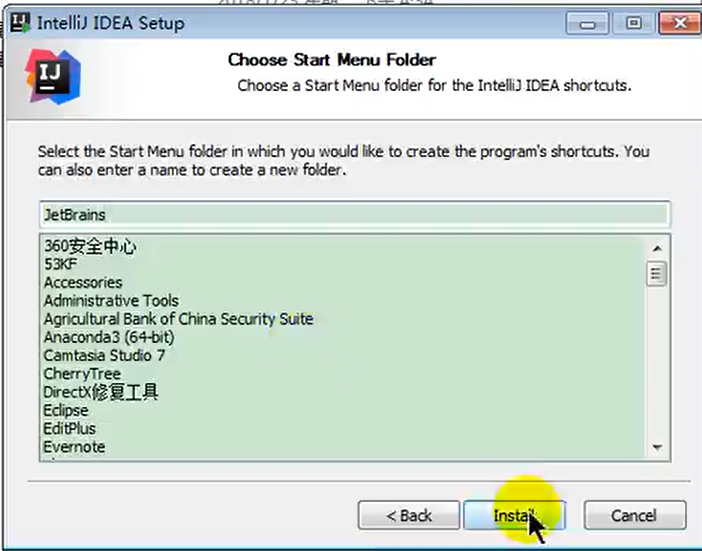 IntelliJ IDEA Setup
IJ
Choose Start Menu Folder
Choose a Start Menu folder for the IntelliJ IDEA shortcuts.
Select the Start Menu folder in which you would like to create the program's shortcuts. You
can also enter a name to create a new folder.
JetBrains
360安全中心
53KF
Accessories
Administrative Tools
Agricultural Bank of China Security Suite
Anaconda3 (64-bit)
Camtasia Studio 7
CherryTree
DirectX修复工具
Eclipse
EditPlus
Evernote
< Back
Install
Cancel